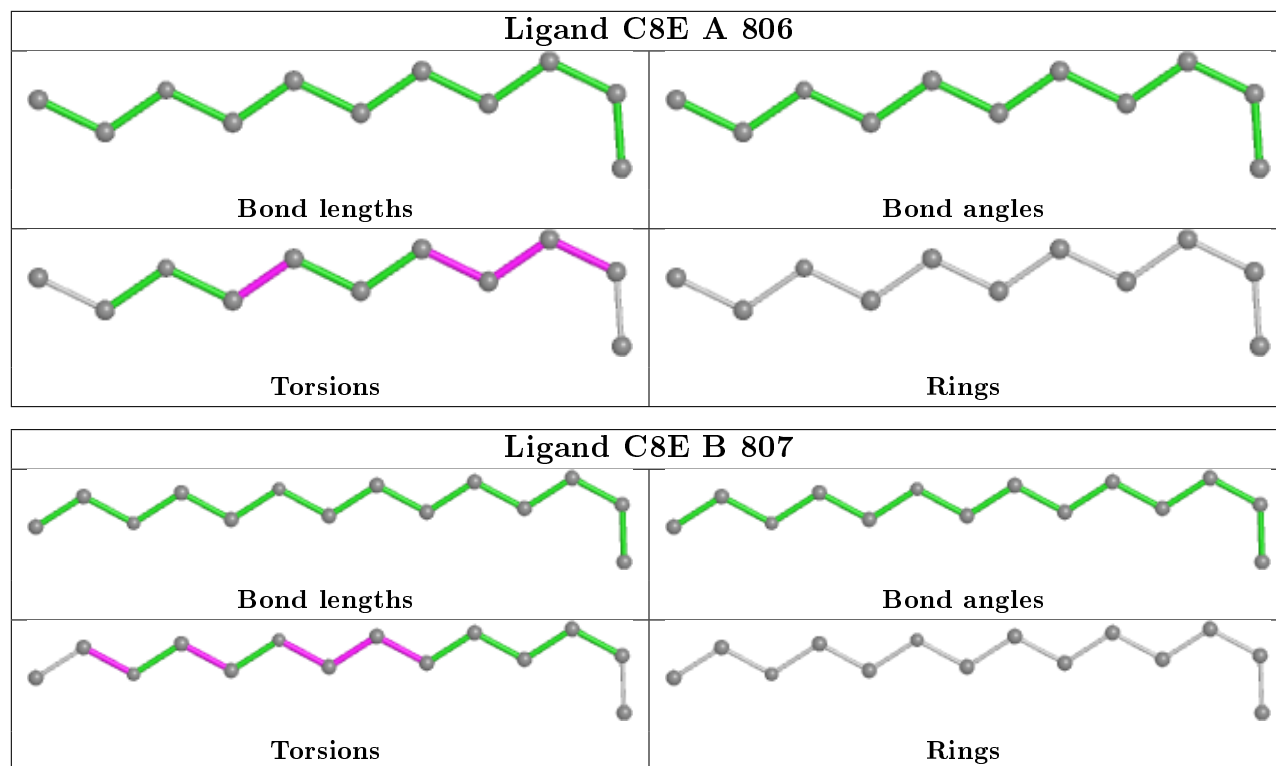 Ligand C8E A 806
Bond lengths
Bond angles
Torsions
Rings
Ligand C8E B 807
Bond lengths
Bond angles
Torsions
Rings